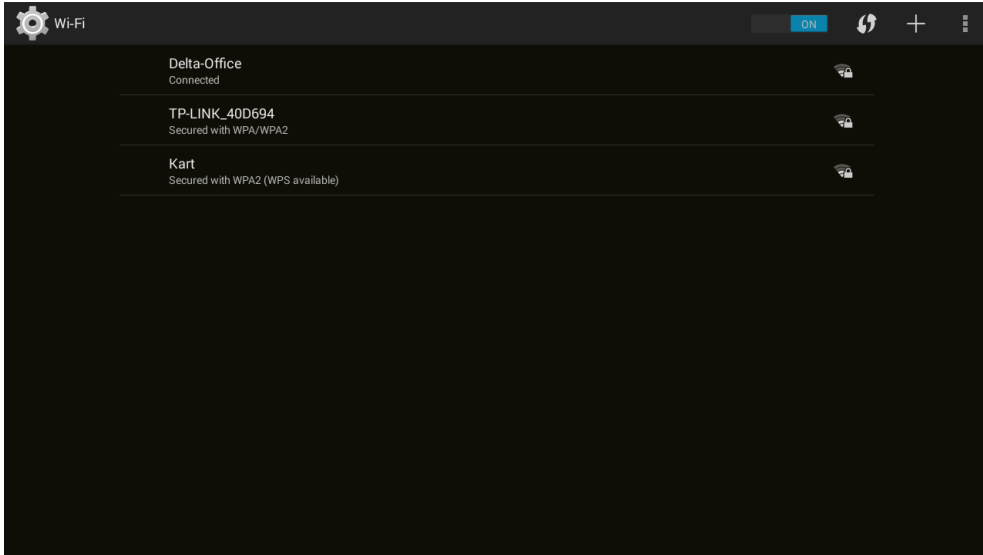 Wi-Fi
ON
Delta-Office
Connected
TP-LINK_40D694
Secured with WPA/WPA2
Kart
Secured with WPA2 (WPS available)